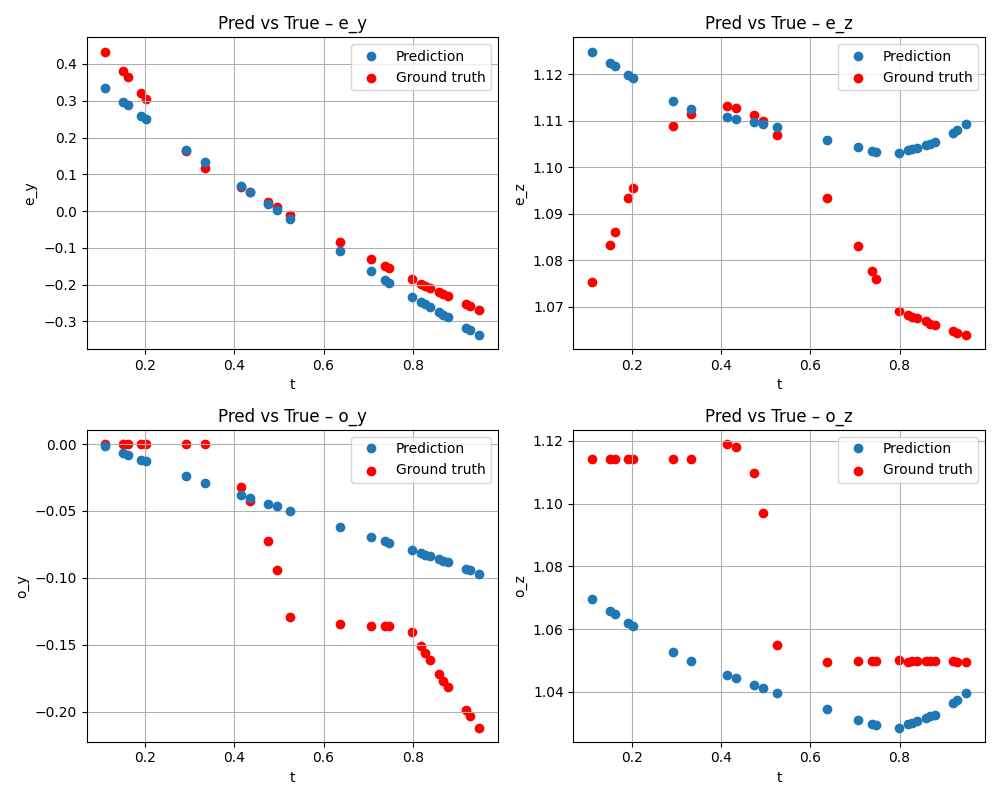 Pred vs True – e_y
Prediction
Ground truth
0.4
0.3
0.2
0.1
0.0
−0.1
−0.2
−0.3
e_y
0.2
0.4
0.6
0.8
t
Pred vs True – e_z
Prediction
Ground truth
1.12
1.11
1.10
1.09
1.08
1.07
e_z
0.2
0.4
0.6
0.8
t
Pred vs True – o_y
Prediction
Ground truth
0.00
−0.05
−0.10
−0.15
−0.20
o_y
0.2
0.4
0.6
0.8
t
Pred vs True – o_z
Prediction
Ground truth
1.12
1.10
1.08
1.06
1.04
o_z
0.2
0.4
0.6
0.8
t